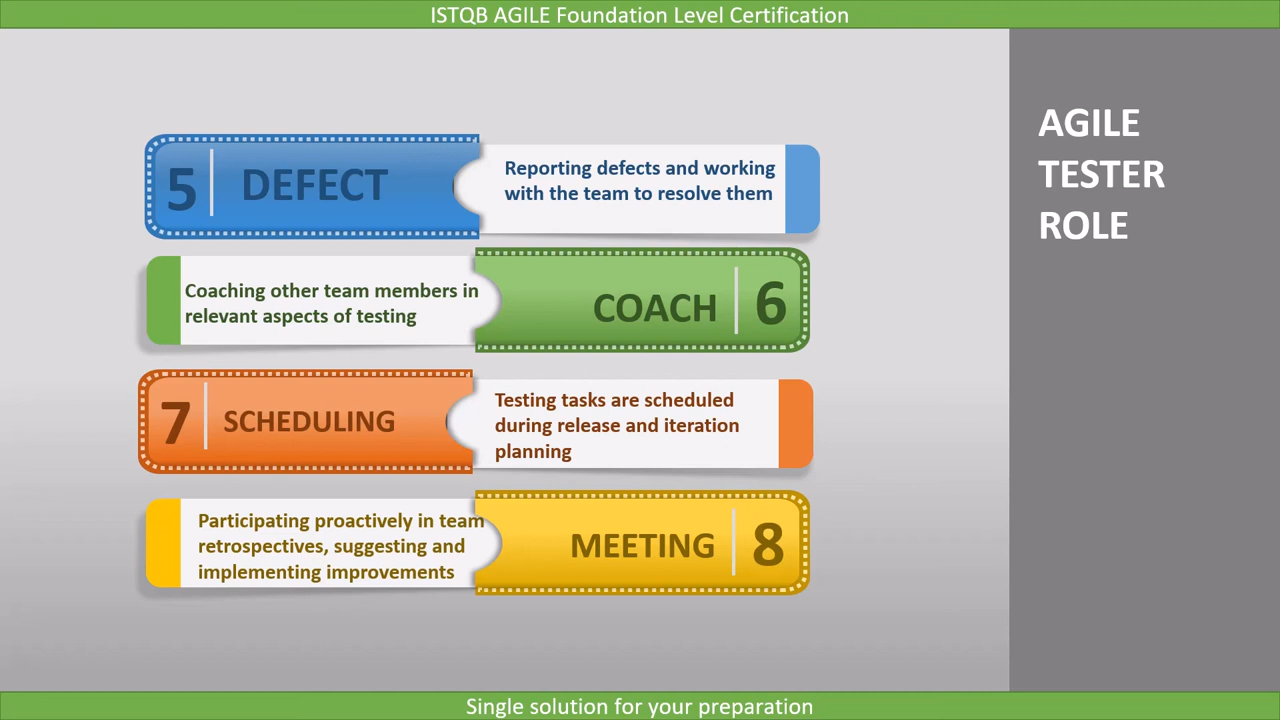 ISTQB AGILE Foundation Level Certification
AGILE
TESTER
ROLE
5 DEFECT
Reporting defects and working
with the team to resolve them
Coaching other team members in
relevant aspects of testing
COACH 6
7 SCHEDULING
Testing tasks are scheduled
during release and iteration
planning
Participating proactively in team
retrospectives, suggesting and
implementing improvements
MEETING 8
Single solution for your preparation